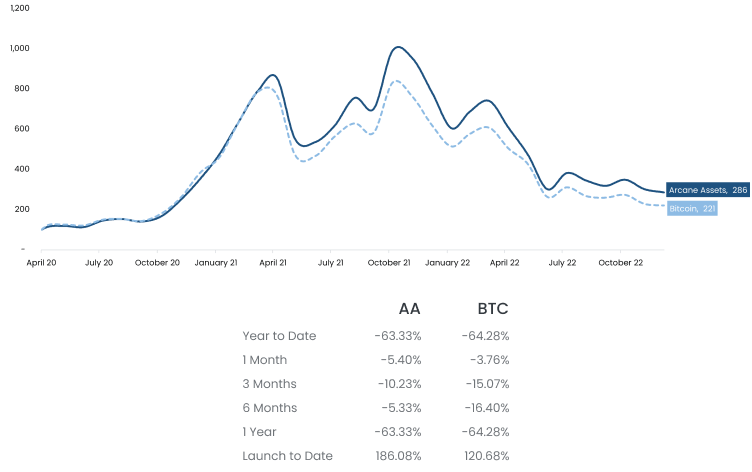 1,200
1,000
800
600
400
200
-
Arcane Assets, 286
Bitcoin, 221
April 20 July 20 October 20 January 21 April 21 July 21 October 21 January 22 April 22 July 22 October 22
AA BTC
Year to Date -63.33% -64.28%
1 Month -5.40% -3.76%
3 Months -10.23% -15.07%
6 Months -5.33% -16.40%
1 Year -63.33% -64.28%
Launch to Date 186.08% 120.68%